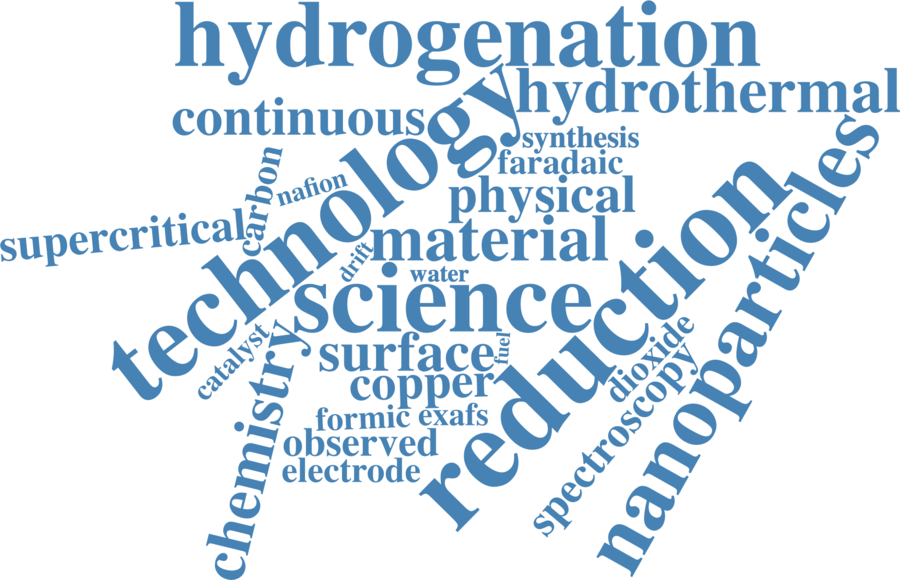 hydrogenation
hydrothermal
continuous
technology
synthesis
faradaic
carbon
nafion
physical
supercritical
material
drift
water
science
reduction
nanoparticles
catalyst
chemistry
surface
fuel
copper
dioxide
formic
exafs
spectroscopy
observed
electrode